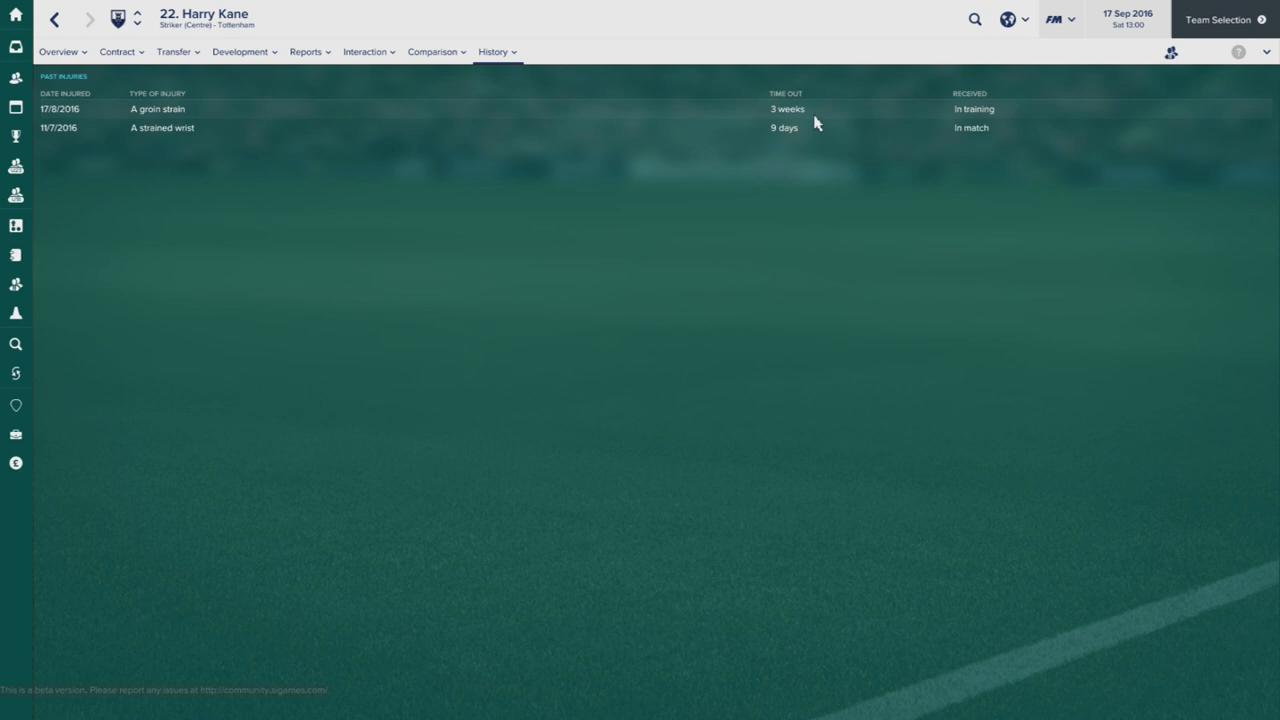 22. Harry Kane
Striker (Centre) - Tottenham
FM
17 Sep 2016
Sat 13:00
Team Selection
Overview Contract Transfer Development Reports Interaction Comparison History
PAST INJURIES
DATE INJURED TYPE OF INJURY TIME OUT RECEIVED
17/8/2016 A groin strain 3 weeks In training
11/7/2016 A strained wrist 9 days In match
This is a beta version. Please report any issues at http://community.sigames.com/